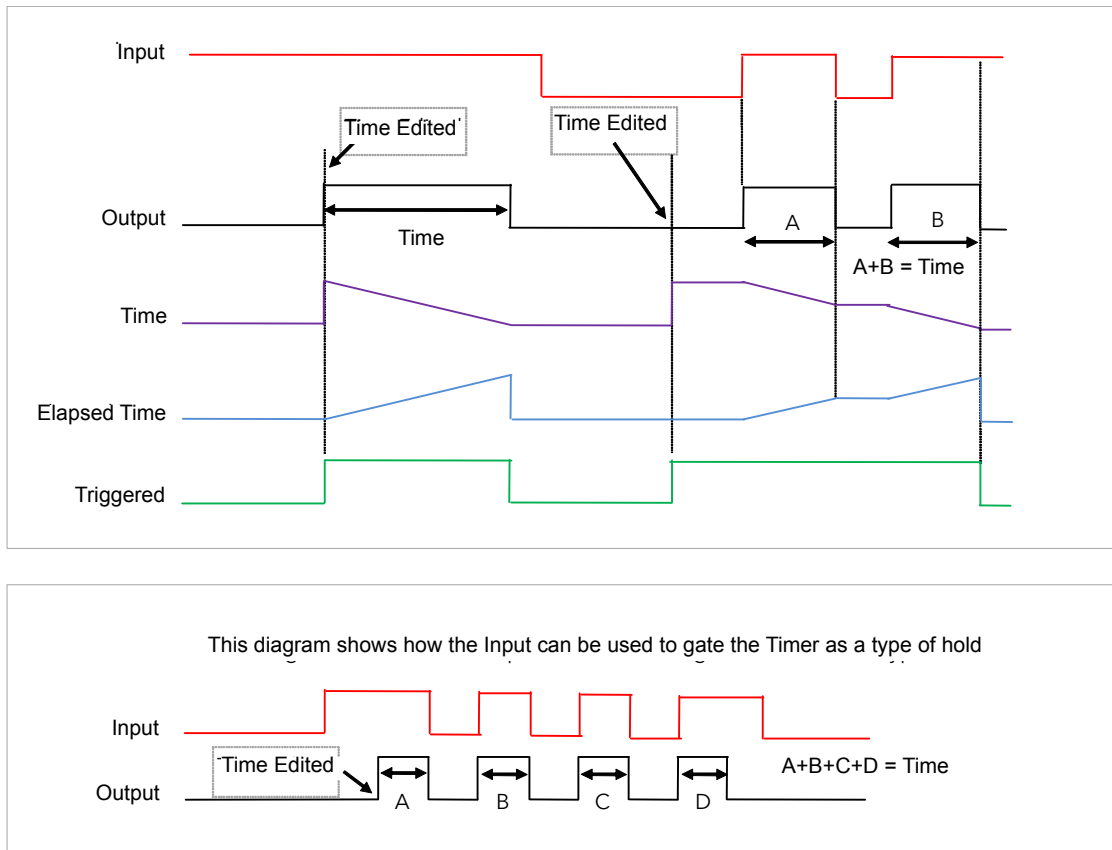 Input
Time Edited
Time Edited
Output
Time
A
B
A+B = Time
Time
Elapsed Time
Triggered
This diagram shows how the Input can be used to gate the Timer as a type of hold
Input
Time Edited
A+B+C+D = Time
Output
A
B
C
D